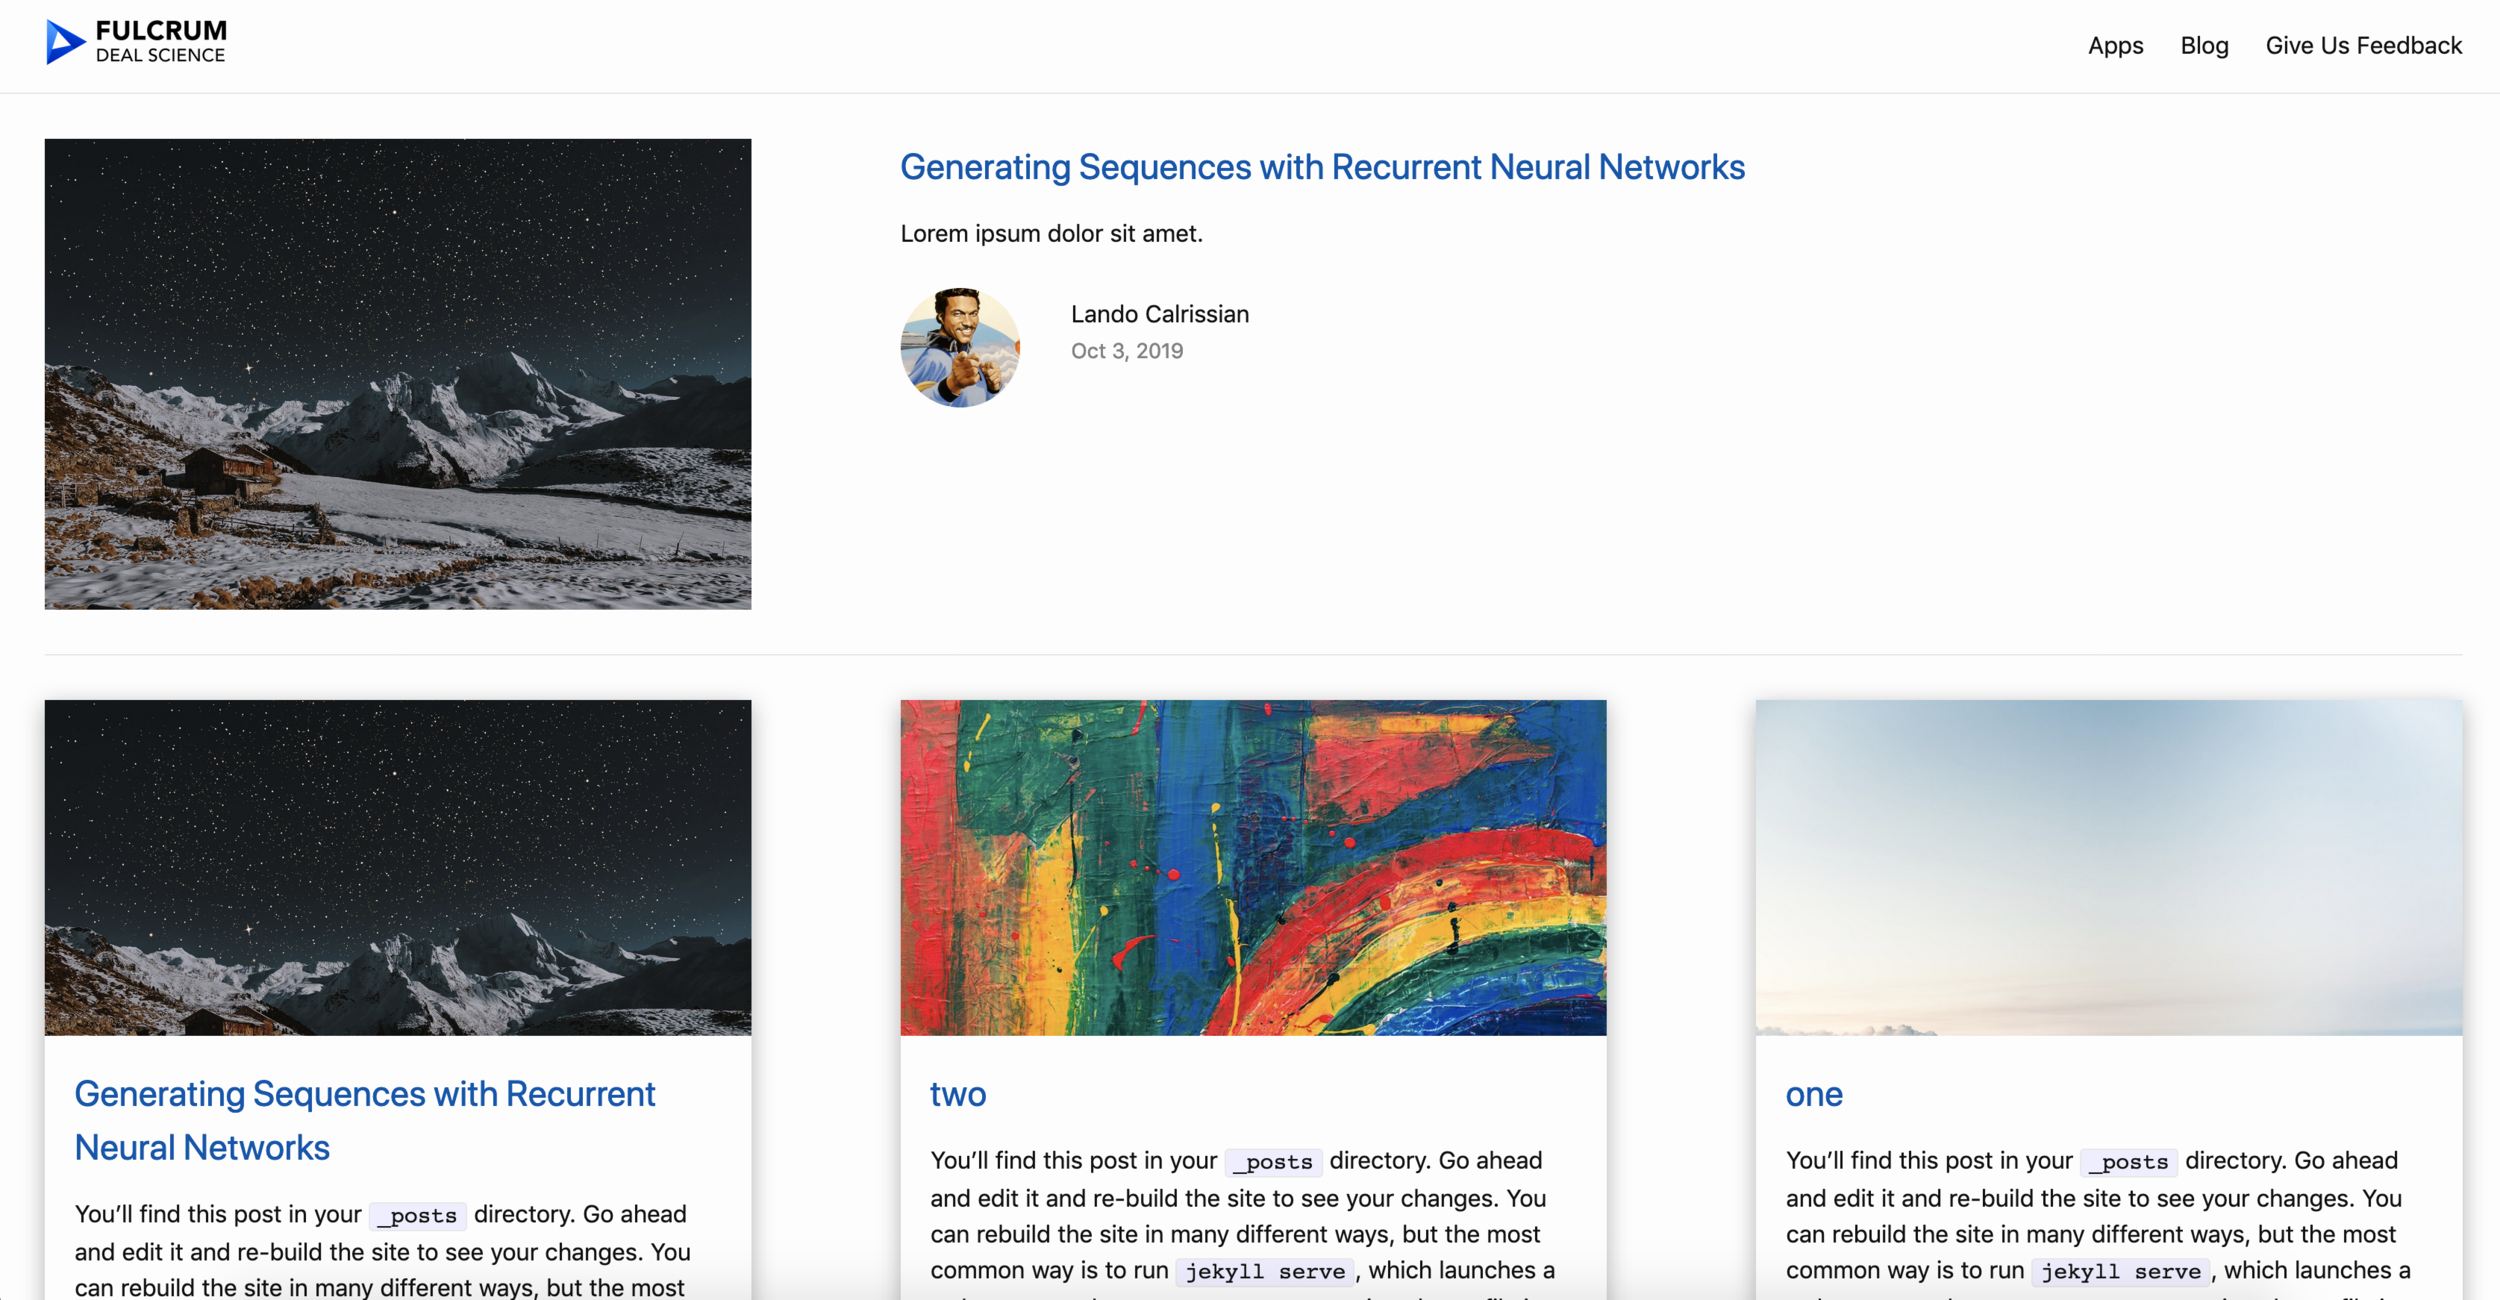 FULCRUM
DEAL SCIENCE
Apps
Blog
Give Us Feedback
Generating Sequences with Recurrent Neural Networks
Lorem ipsum dolor sit amet.
Lando Calrissian
Oct 3, 2019
Generating Sequences with Recurrent
Neural Networks
You’ll find this post in your _posts directory. Go ahead
and edit it and re-build the site to see your changes. You
can rebuild the site in many different ways, but the most
two
You’ll find this post in your _posts directory. Go ahead
and edit it and re-build the site to see your changes. You
can rebuild the site in many different ways, but the most
common way is to run jekyll serve, which launches a
one
You’ll find this post in your _posts directory. Go ahead
and edit it and re-build the site to see your changes. You
can rebuild the site in many different ways, but the most
common way is to run jekyll serve, which launches a